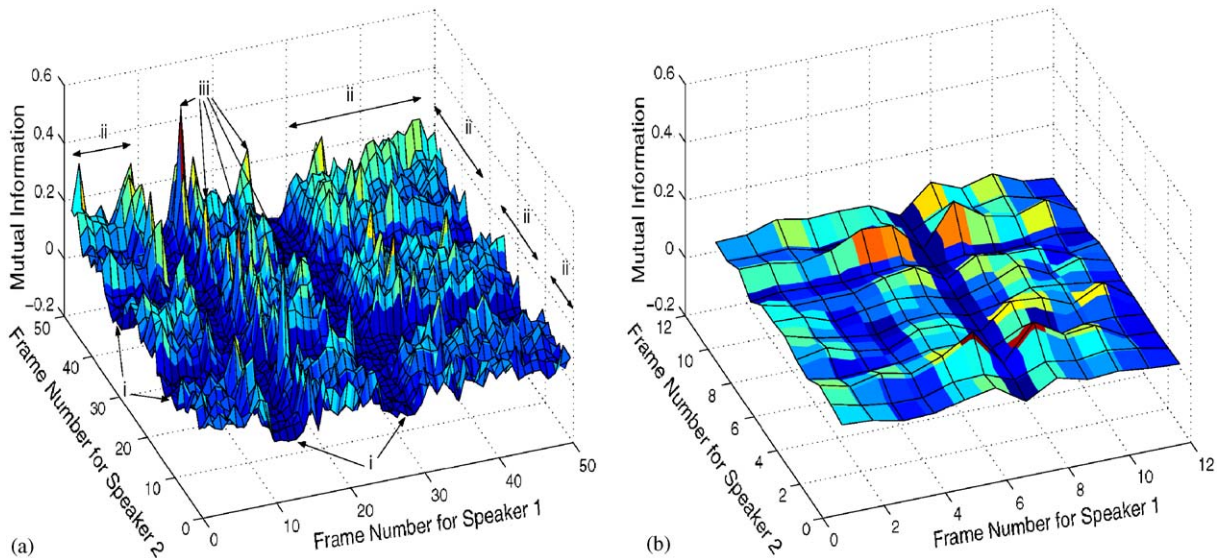 0.6
0.4
0.2
0
−0.2
Mutual Information
50
40
30
20
10
0
Frame Number for Speaker 2
0
10
20
30
40
50
Frame Number for Speaker 1
iii
ii
ii
ii
ii
ii
i
i
(a)
0.6
0.4
0.2
0
−0.2
Mutual Information
12
10
8
6
4
2
0
Frame Number for Speaker 2
0
2
4
6
8
10
12
Frame Number for Speaker 1
(b)